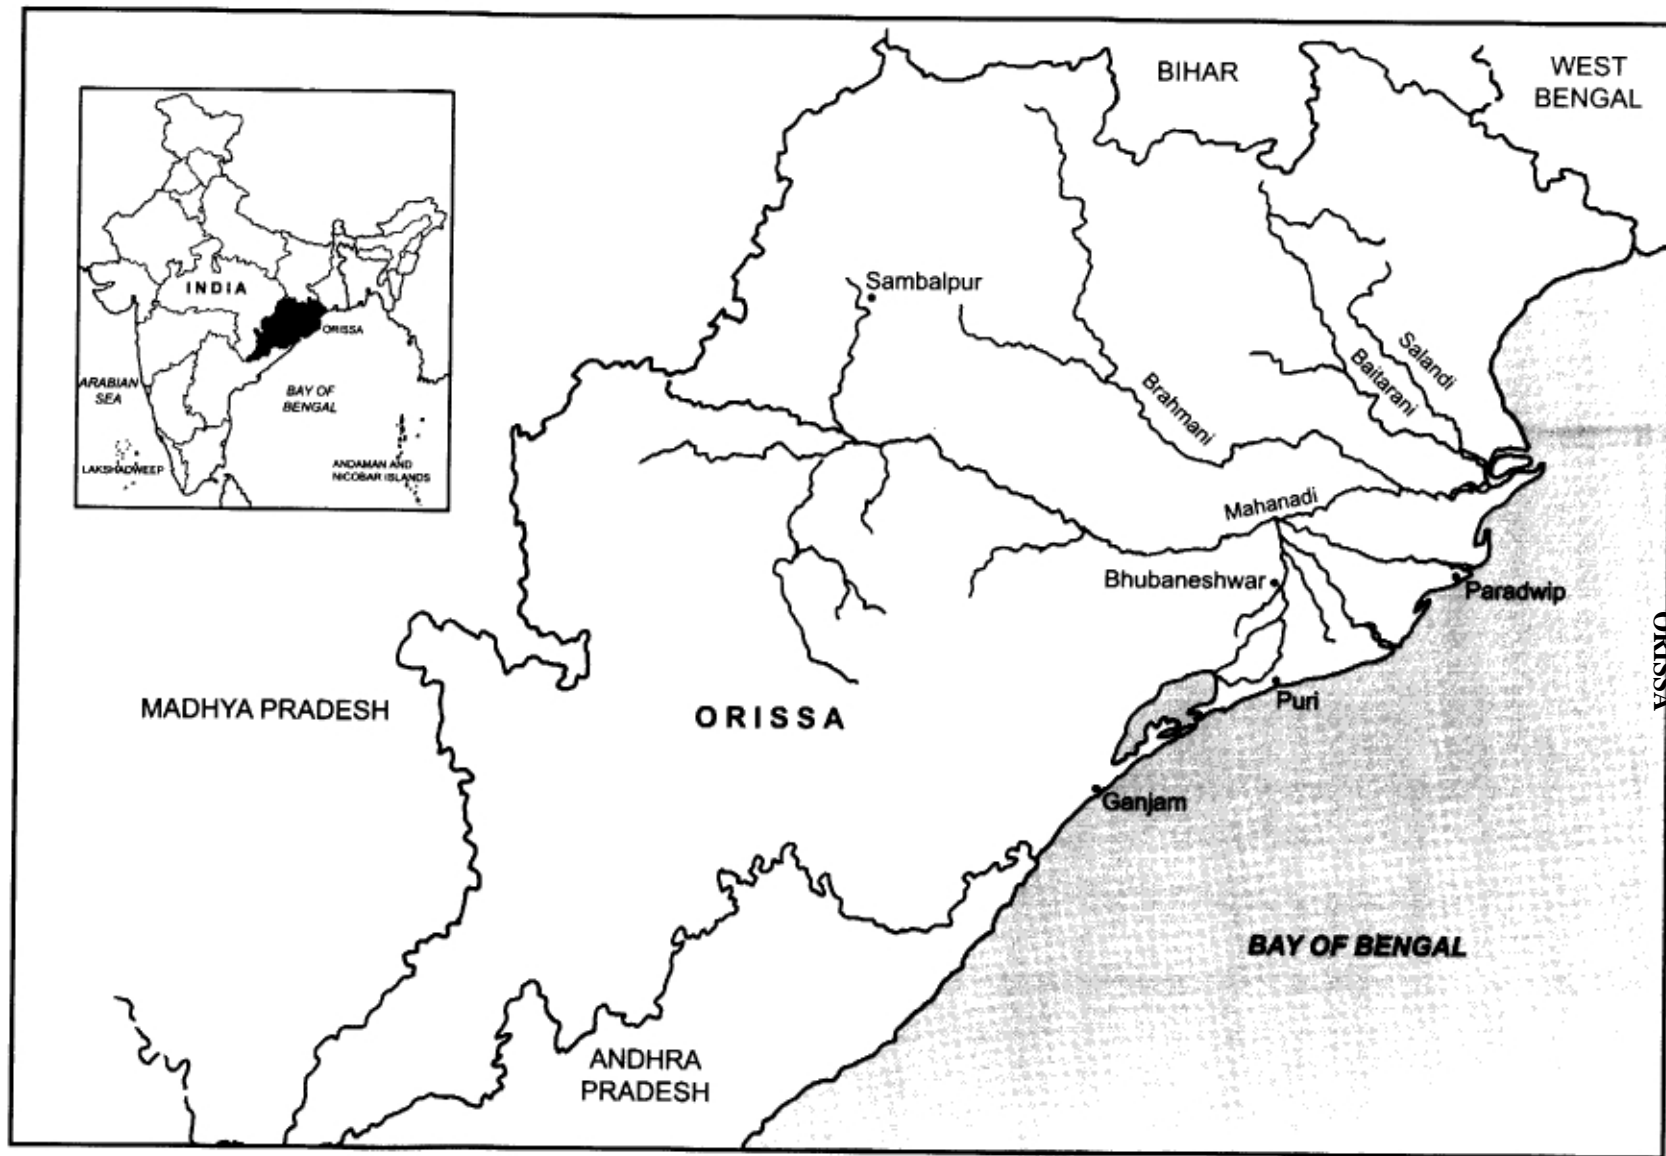 BIHAR
WEST
BENGAL
INDIA
ORISSA
ARABIAN
SEA
BAY OF
BENGAL
LAKSHADWEEP
ANDAMAN AND
NICOBAR ISLANDS
Sambalpur
Salandi
Baitarani
Brahmani
Mahanadi
Bhubaneshwar
Paradwip
ORISSA
MADHYA PRADESH
ORISSA
Puri
Ganjam
BAY OF BENGAL
ANDHRA
PRADESH